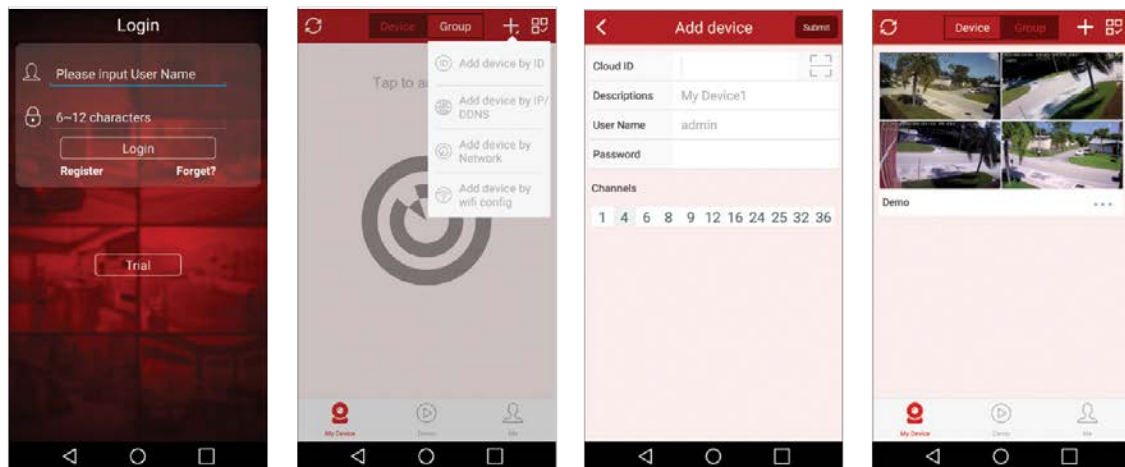 Login
Please input User Name
6~12 characters
Login
Register
Forget?
Trial
Device
Group
Tap to a
Add device by ID
Add device by IP/
DDNS
Add device by
Network
Add device by
wifi config
My Device
Demo
Me
Add device
Submit
Cloud ID
Descriptions
My Device1
User Name
admin
Password
Channels
1 4 6 8 9 12 16 24 25 32 36
Device
Group
Demo
My Device
Demo
Me